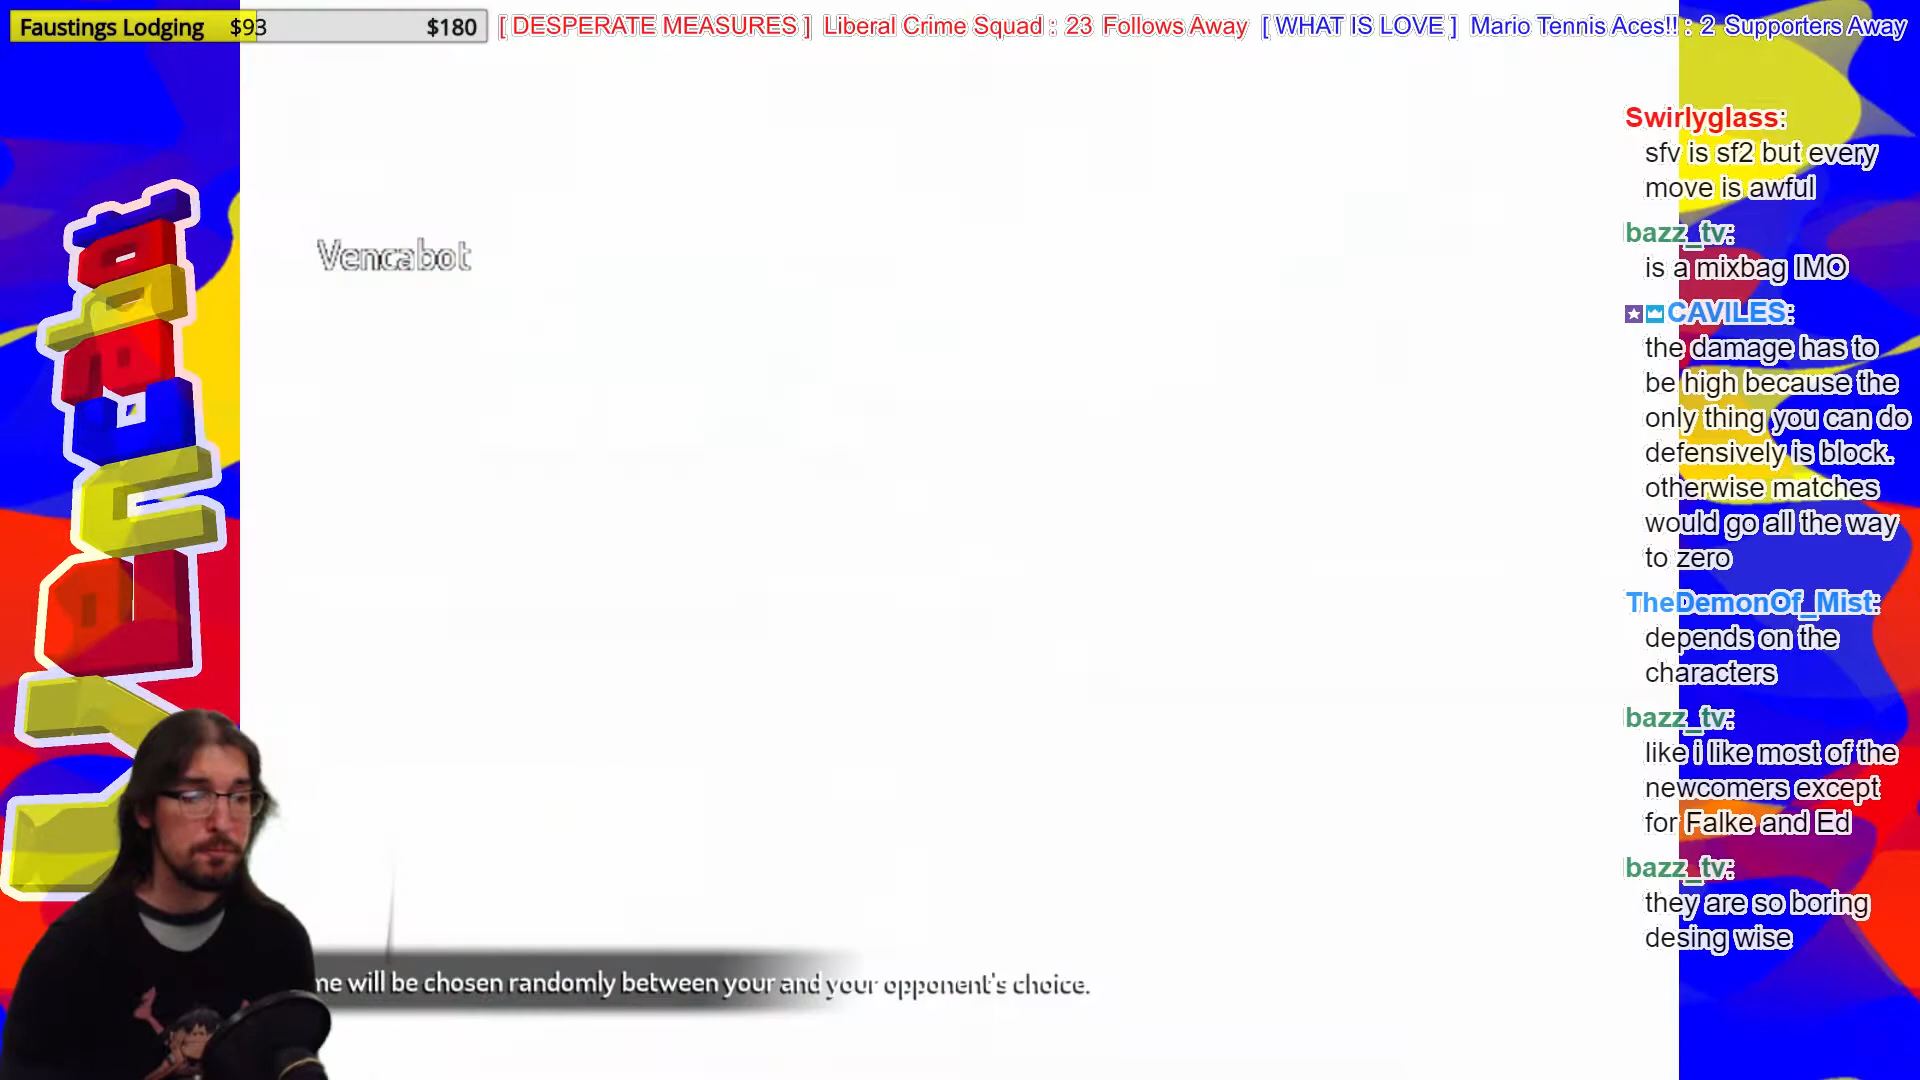 Faustings Lodging $93 $180
[ DESPERATE MEASURES ] Liberal Crime Squad : 23 Follows Away [ WHAT IS LOVE ] Mario Tennis Aces!! : 2 Supporters Away
Vencabot
me will be chosen randomly between your and your opponent's choice.
Swirlyglass:
sfv is sf2 but every
move is awful
bazz_tv:
is a mixbag IMO
CAVILES:
the damage has to
be high because the
only thing you can do
defensively is block.
otherwise matches
would go all the way
to zero
TheDemonOf_Mist:
depends on the
characters
bazz_tv:
like i like most of the
newcomers except
for Falke and Ed
bazz_tv:
they are so boring
desing wise